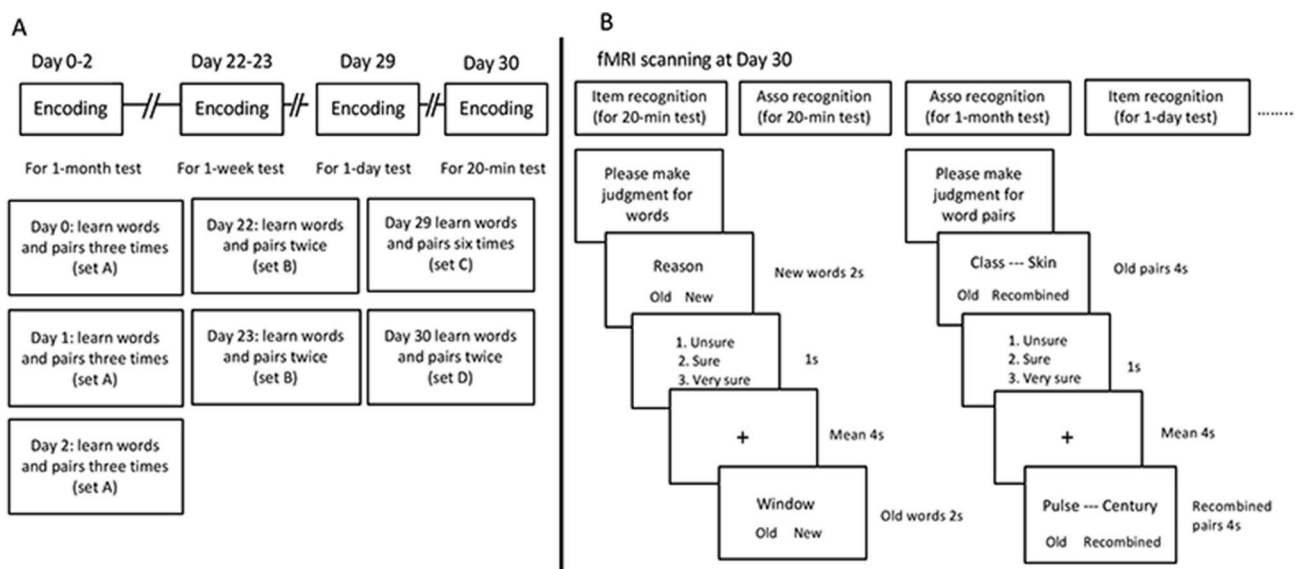 A
Day 0-2
Day 22-23
Day 29
Day 30
Encoding
Encoding
Encoding
Encoding
For 1-month test
For 1-week test
For 1-day test
For 20-min test
Day 0: learn words
and pairs three times
(set A)
Day 22: learn words
and pairs twice
(set B)
Day 29 learn words
and pairs six times
(set C)
Day 1: learn words
and pairs three times
(set A)
Day 23: learn words
and pairs twice
(set B)
Day 30 learn words
and pairs twice
(set D)
Day 2: learn words
and pairs three times
(set A)
B
fMRI scanning at Day 30
Item recognition
(for 20-min test)
Asso recognition
(for 20-min test)
Asso recognition
(for 1-month test)
Item recognition
(for 1-day test)
........
Please make
judgment for
words
Reason
Old New
New words 2s
1. Unsure
2. Sure
3. Very sure
1s
+
Mean 4s
Window
Old New
Old words 2s
Please make
judgment for
word pairs
Class --- Skin
Old Recombined
Old pairs 4s
1. Unsure
2. Sure
3. Very sure
1s
+
Mean 4s
Pulse --- Century
Old Recombined
Recombined
pairs 4s